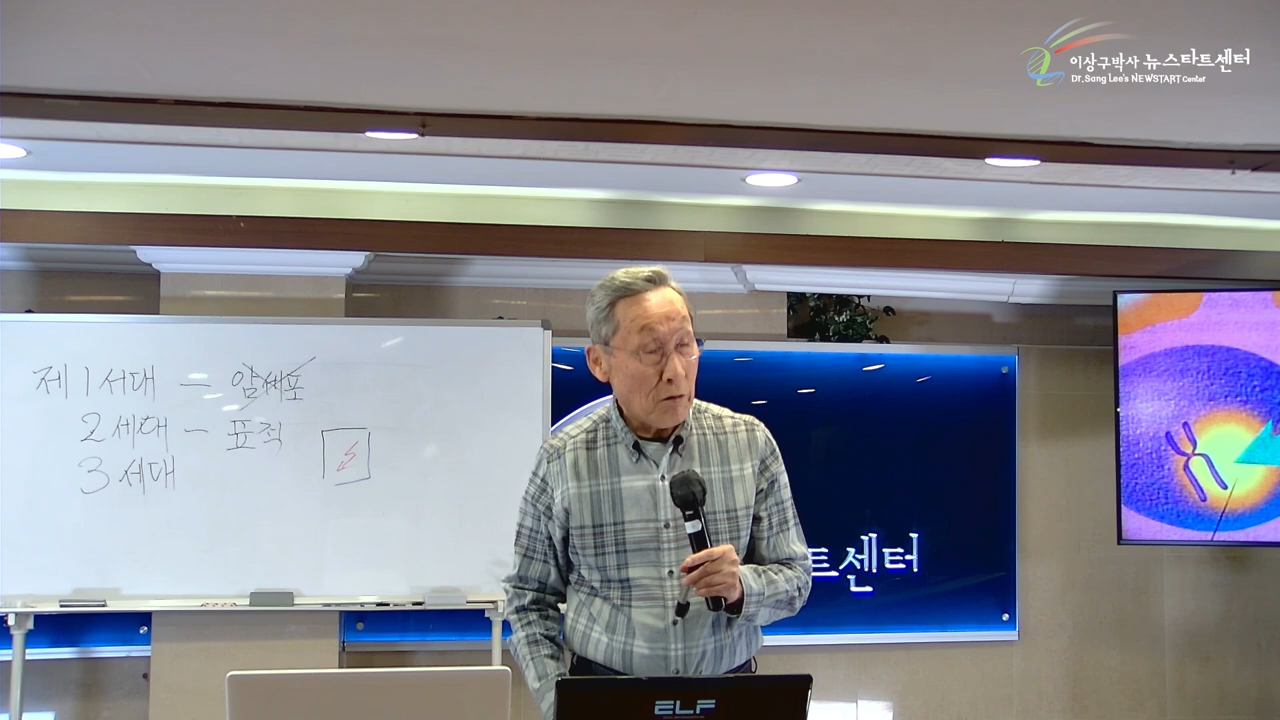 이상구박사 뉴스타트센터
Dr. Sang Lee's NEWSTART Center
제 1 서대 – 암세포
2 세대 – 표적
3 세대
트센터
ELF